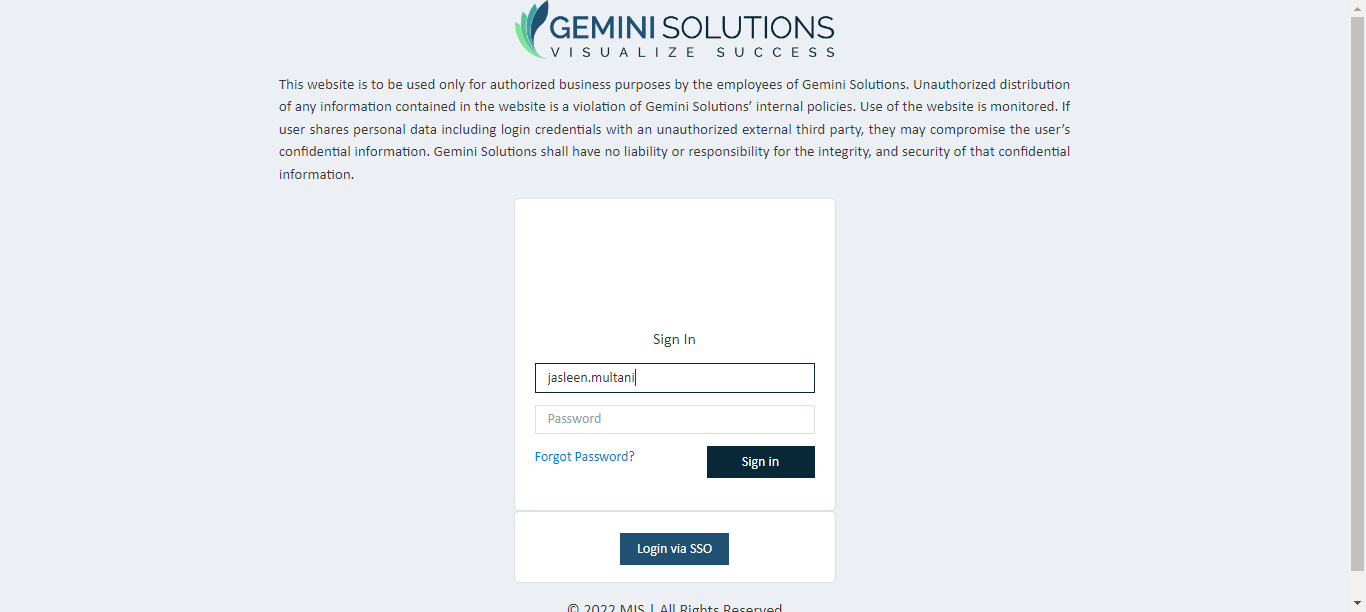 GEMINI SOLUTIONS
VISUALIZE SUCCESS
This website is to be used only for authorized business purposes by the employees of Gemini Solutions. Unauthorized distribution
of any information contained in the website is a violation of Gemini Solutions’ internal policies. Use of the website is monitored. If
user shares personal data including login credentials with an unauthorized external third party, they may compromise the user’s
confidential information. Gemini Solutions shall have no liability or responsibility for the integrity, and security of that confidential
information.
Sign In
jasleen.multani
Password
Forgot Password?
Sign in
Login via SSO
© 2022 MIS | All Rights Reserved